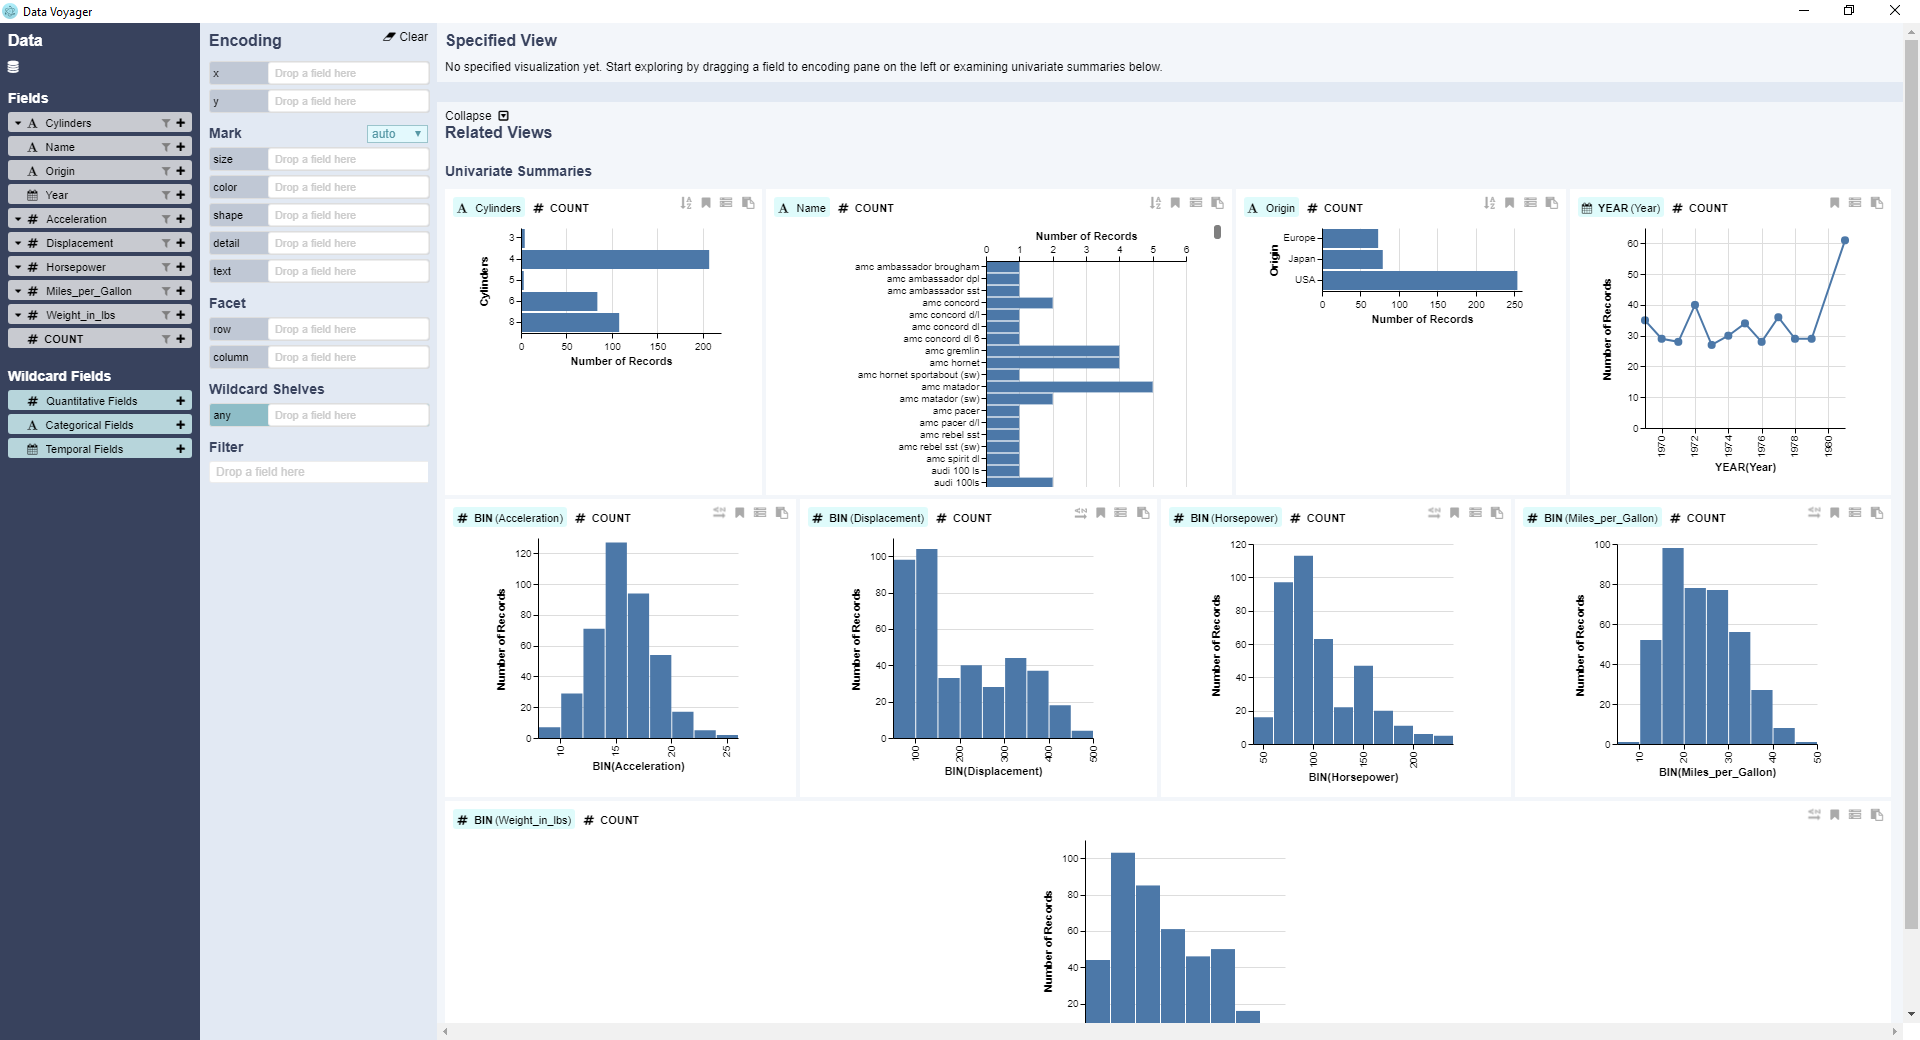 Data Voyager
Data
Fields
A Cylinders
A Name
A Origin
Year
# Acceleration
# Displacement
# Horsepower
# Miles_per_Gallon
# Weight_in_lbs
# COUNT
Wildcard Fields
# Quantitative Fields
A Categorical Fields
Temporal Fields
Encoding
Clear
x Drop a field here
y Drop a field here
Mark auto
size Drop a field here
color Drop a field here
shape Drop a field here
detail Drop a field here
text Drop a field here
Facet
row Drop a field here
column Drop a field here
Wildcard Shelves
any Drop a field here
Filter
Drop a field here
Specified View
No specified visualization yet. Start exploring by dragging a field to encoding pane on the left or examining univariate summaries below.
Collapse
Related Views
Univariate Summaries
A Cylinders # COUNT
Cylinders
3
4
5
6
8
0 50 100 150 200
Number of Records
A Name # COUNT
Number of Records
0 1 2 3 4 5 6
amc ambassador brougham
amc ambassador dpl
amc ambassador sst
amc concord
amc concord d/l
amc concord dl
amc concord dl 6
amc gremlin
amc hornet
amc hornet sportabout (sw)
amc matador
amc matador (sw)
amc pacer
amc pacer d/l
amc rebel sst
amc rebel sst (sw)
amc spirit dl
audi 100 ls
audi 100ls
A Origin # COUNT
Origin
Europe
Japan
USA
0 50 100 150 200 250
Number of Records
YEAR (Year) # COUNT
Number of Records
60
50
40
30
20
10
0
1970 1972 1974 1976 1978 1980
YEAR(Year)
# BIN (Acceleration) # COUNT
Number of Records
120
100
80
60
40
20
0
10 15 20 25
BIN(Acceleration)
# BIN (Displacement) # COUNT
Number of Records
100
80
60
40
20
0
100 200 300 400 500
BIN(Displacement)
# BIN (Horsepower) # COUNT
Number of Records
120
100
80
60
40
20
0
50 100 150 200
BIN(Horsepower)
# BIN (Miles_per_Gallon) # COUNT
Number of Records
100
80
60
40
20
0
10 20 30 40 50
BIN(Miles_per_Gallon)
# BIN (Weight_in_lbs) # COUNT
Number of Records
100
80
60
40
20